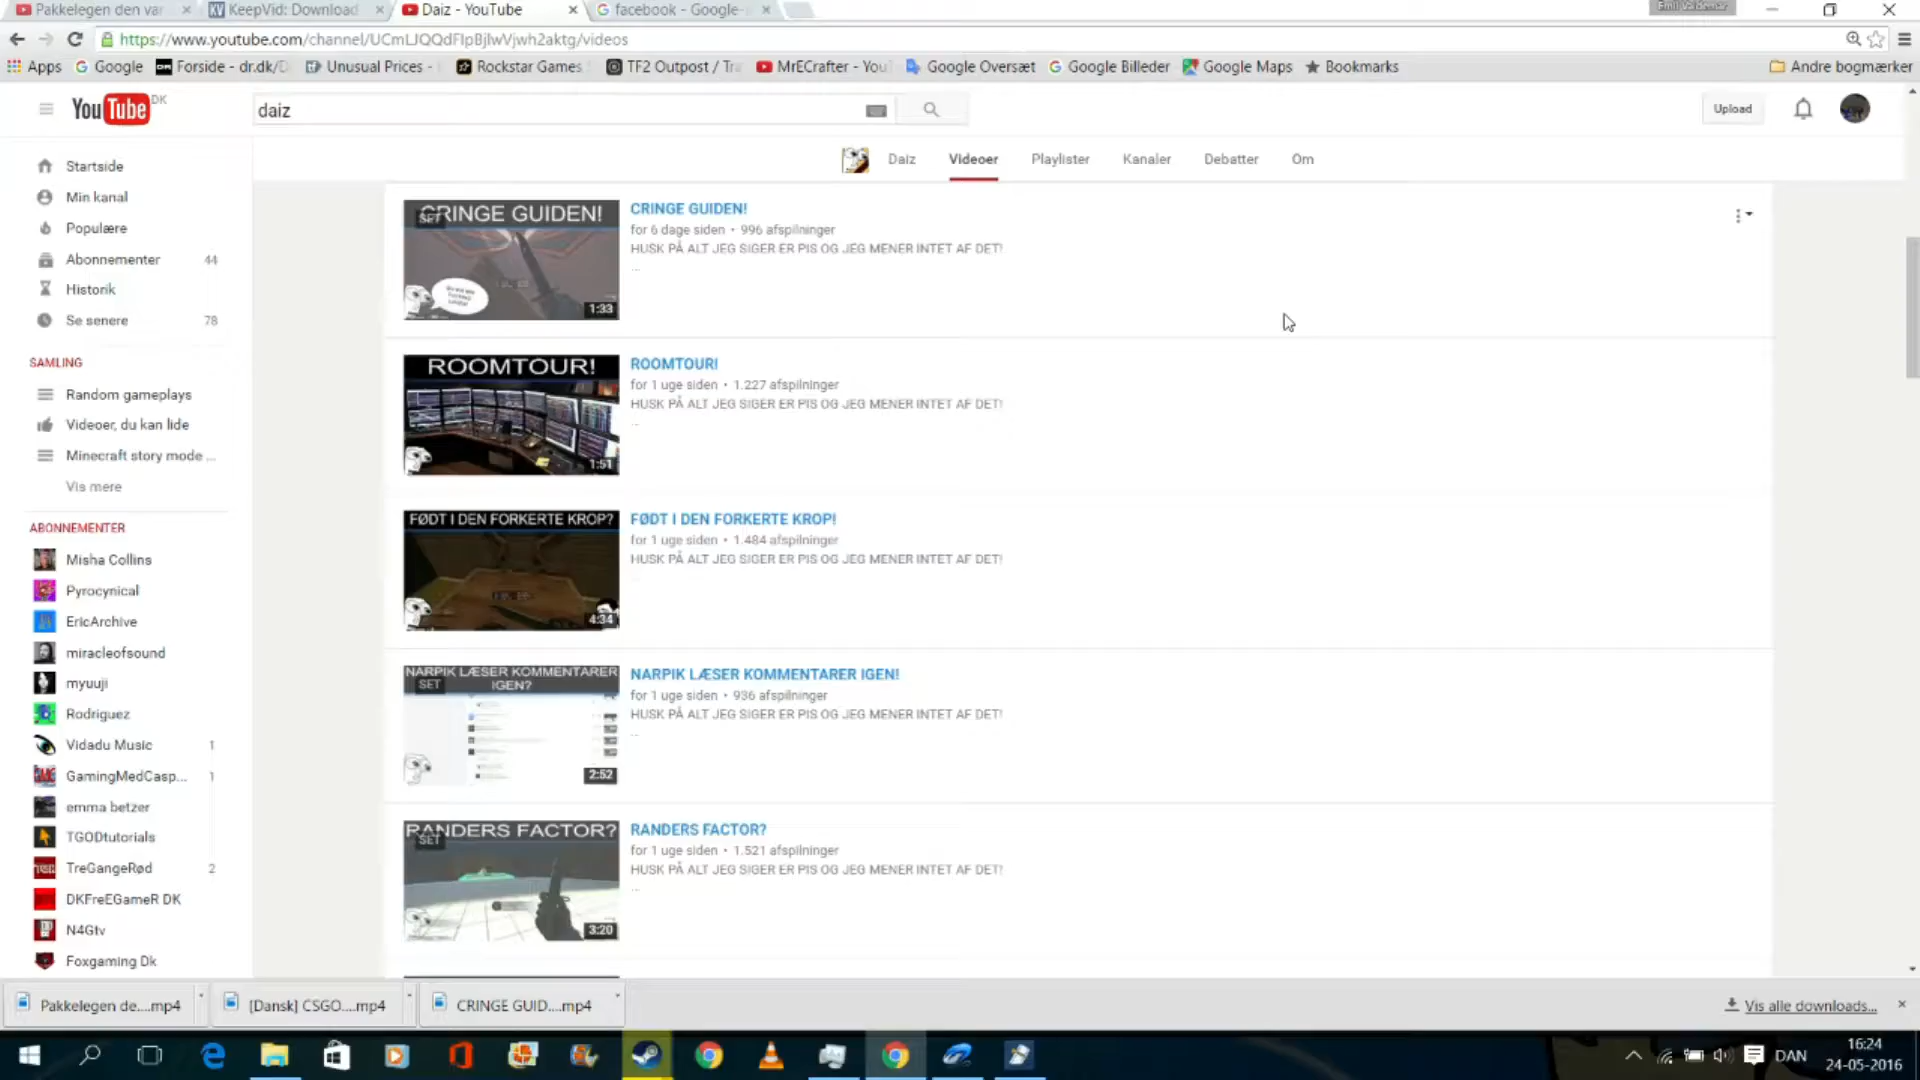 Pakkelegen den var
KeepVid: Download
Daiz - YouTube
facebook - Google-
Emil Valdemar
https://www.youtube.com/channel/UCmLJQQdFlpBjlwVjwh2aktg/videos
Apps
Google
Forside - dr.dk/D
Unusual Prices -
Rockstar Games
TF2 Outpost / Tra
MrECrafter - You
Google Oversæt
Google Billeder
Google Maps
Bookmarks
Andre bogmærker
YouTube DK
daiz
Upload
Daiz
Videoer
Playlister
Kanaler
Debatter
Om
Startside
Min kanal
Populære
Abonnementer 44
Historik
Se senere 78
SAMLING
Random gameplays
Videoer, du kan lide
Minecraft story mode ...
Vis mere
ABONNEMENTER
Misha Collins
Pyrocynical
EricArchive
miracleofsound
myuuji
Rodriguez
Vidadu Music 1
GamingMedCasp... 1
emma betzer
TGODtutorials
TreGangeRød 2
DKFreEGameR DK
N4Gtv
Foxgaming Dk
CRINGE GUIDEN!
SET
1:33
CRINGE GUIDEN!
for 6 dage siden • 996 afspilninger
HUSK PÅ ALT JEG SIGER ER PIS OG JEG MENER INTET AF DET!
...
ROOMTOUR!
1:51
ROOMTOUR!
for 1 uge siden • 1.227 afspilninger
HUSK PÅ ALT JEG SIGER ER PIS OG JEG MENER INTET AF DET!
...
FØDT I DEN FORKERTE KROP?
4:34
FØDT I DEN FORKERTE KROP!
for 1 uge siden • 1.484 afspilninger
HUSK PÅ ALT JEG SIGER ER PIS OG JEG MENER INTET AF DET!
NARPIK LÆSER KOMMENTARER
IGEN?
SET
2:52
NARPIK LÆSER KOMMENTARER IGEN!
for 1 uge siden • 936 afspilninger
HUSK PÅ ALT JEG SIGER ER PIS OG JEG MENER INTET AF DET!
...
RANDERS FACTOR?
SET
3:20
RANDERS FACTOR?
for 1 uge siden • 1.521 afspilninger
HUSK PÅ ALT JEG SIGER ER PIS OG JEG MENER INTET AF DET!
...
Pakkelegen de....mp4
[Dansk] CSGO....mp4
CRINGE GUID....mp4
Vis alle downloads...
DAN
16:24
24-05-2016